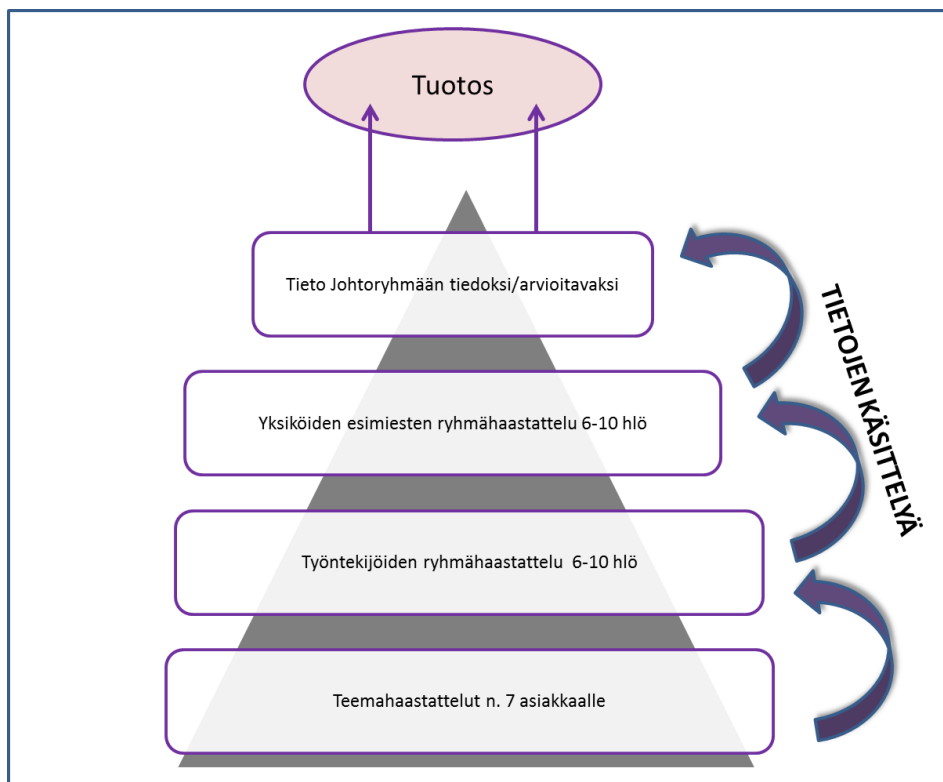 Tuotos
Tieto Johtoryhmään tiedoksi/arvioitavaksi
TIETOJEN KÄSITTELYÄ
Yksiköiden esimiesten ryhmähaastattelu 6-10 hlö
Työntekijöiden ryhmähaastattelu 6-10 hlö
Teemahaastattelut n. 7 asiakkaalle